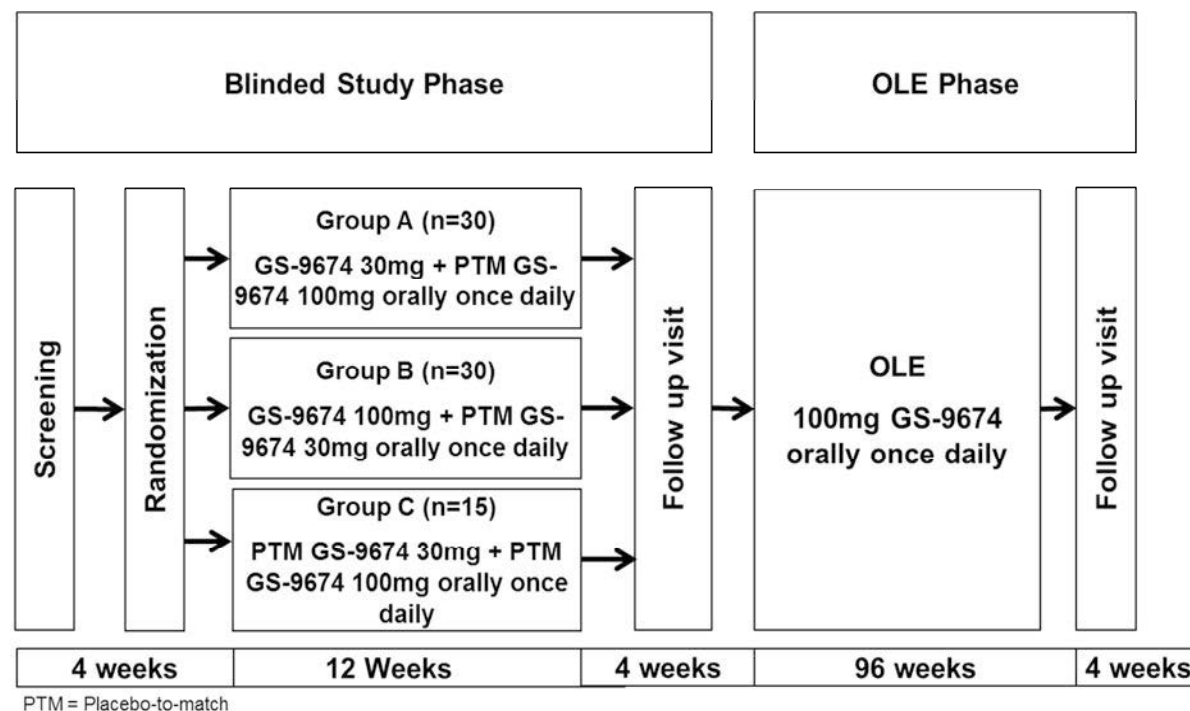 Blinded Study Phase
OLE Phase
Screening
Randomization
Group A (n=30)
GS-9674 30mg + PTM GS-
9674 100mg orally once daily
Group B (n=30)
GS-9674 100mg + PTM GS-
9674 30mg orally once daily
Group C (n=15)
PTM GS-9674 30mg + PTM
GS-9674 100mg orally once
daily
Follow up visit
OLE
100mg GS-9674
orally once daily
Follow up visit
4 weeks
12 Weeks
4 weeks
96 weeks
4 weeks
PTM = Placebo-to-match